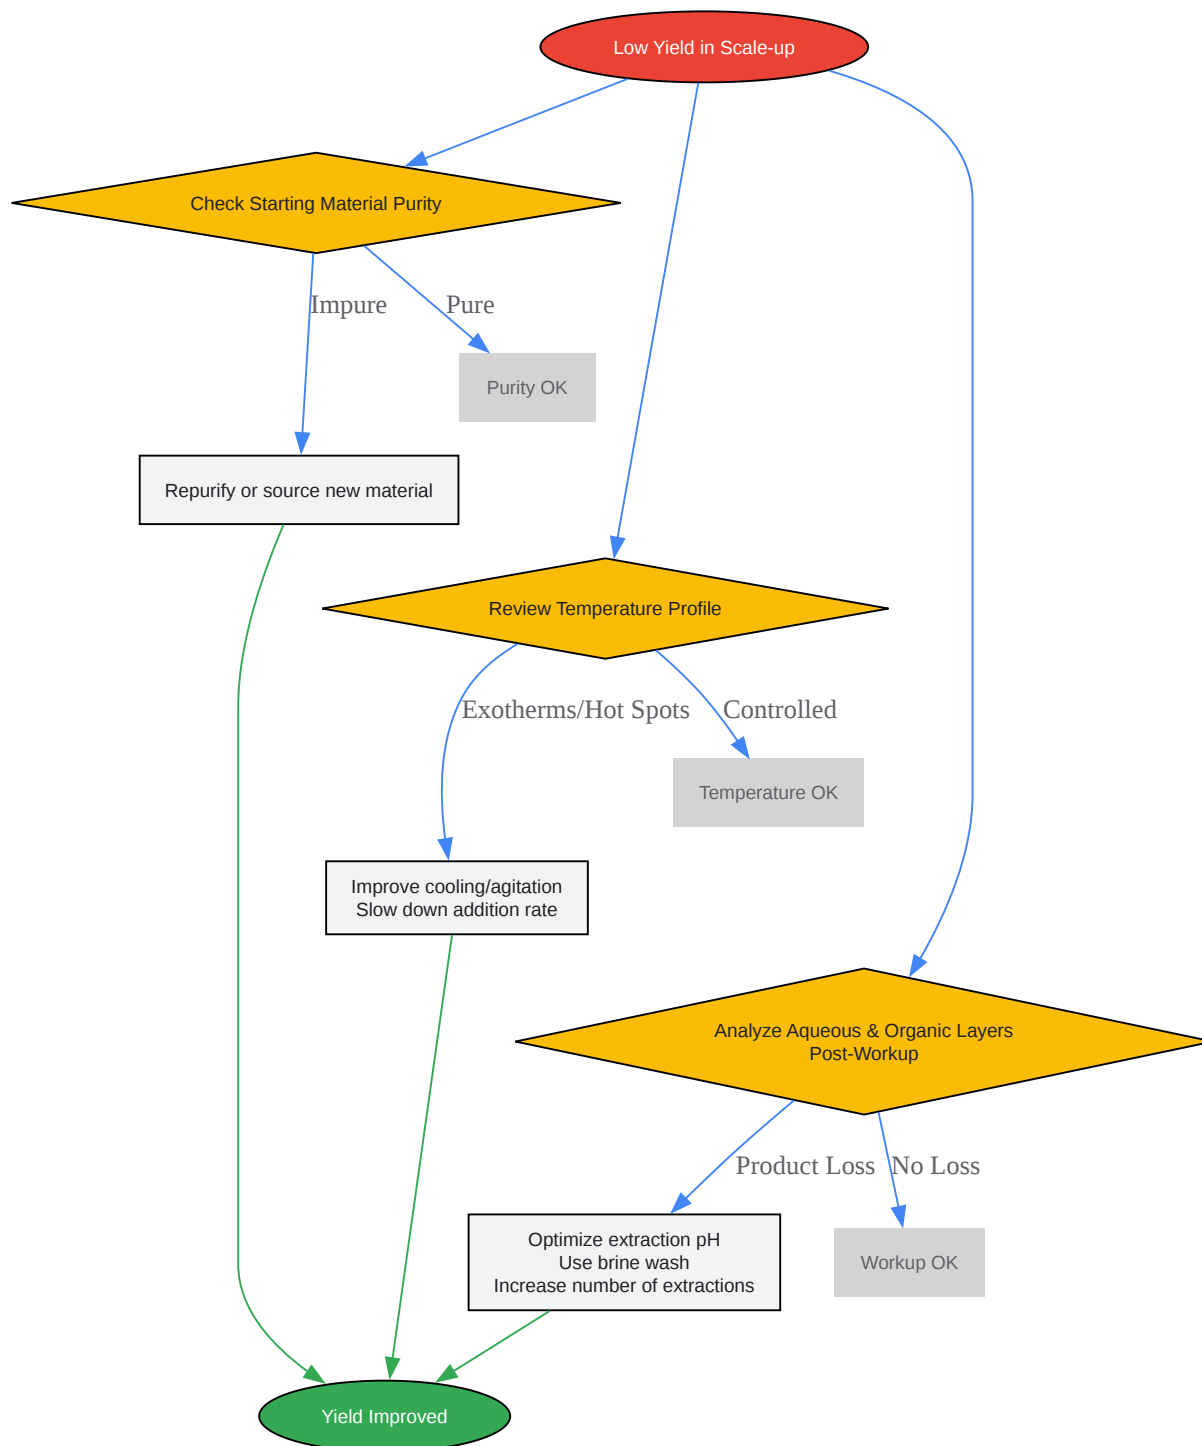 Low Yield in Scale-up
Check Starting Material Purity
Impure
Pure
Purity OK
Repurify or source new material
Review Temperature Profile
Exotherms/Hot Spots
Controlled
Temperature OK
Improve cooling/agitation
Slow down addition rate
Analyze Aqueous & Organic Layers
Post-Workup
Product Loss
No Loss
Optimize extraction pH
Use brine wash
Increase number of extractions
Workup OK
Yield Improved